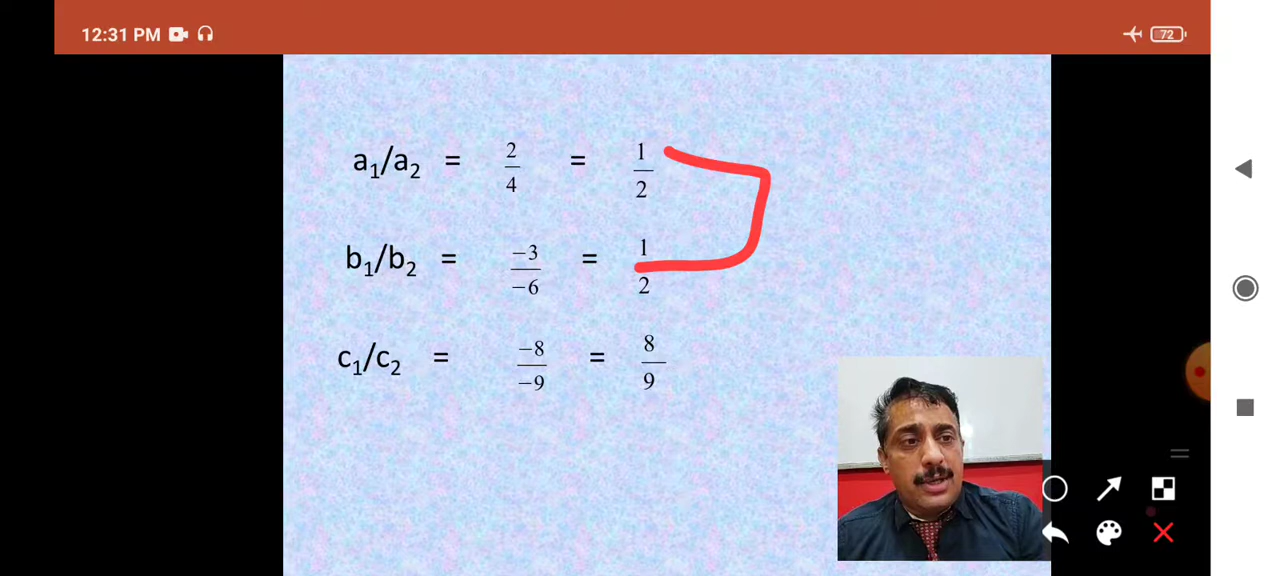 12:31 PM 72
a₁/a₂ = 2/4 = 1/2
b₁/b₂ = −3/−6 = 1/2
c₁/c₂ = −8/−9 = 8/9